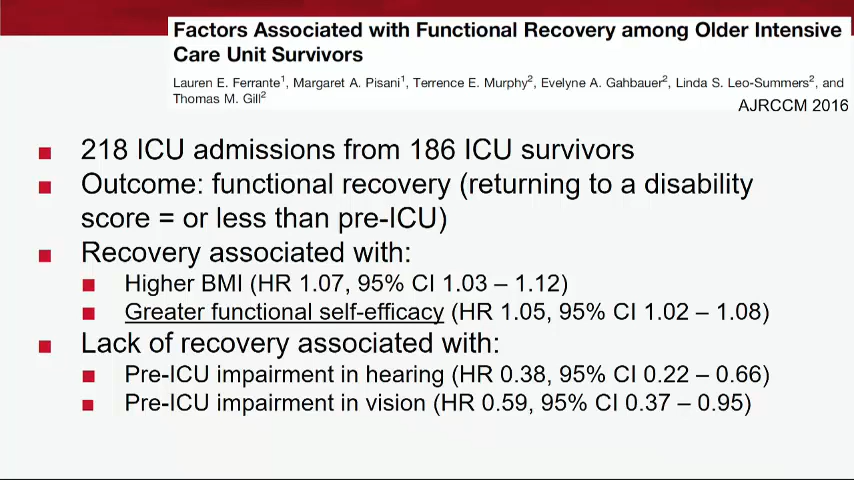 Factors Associated with Functional Recovery among Older Intensive
Care Unit Survivors
Lauren E. Ferrante1, Margaret A. Pisani1, Terrence E. Murphy2, Evelyne A. Gahbauer2, Linda S. Leo-Summers2, and
Thomas M. Gill2
AJRCCM 2016
■ 218 ICU admissions from 186 ICU survivors
■ Outcome: functional recovery (returning to a disability
score = or less than pre-ICU)
■ Recovery associated with:
■ Higher BMI (HR 1.07, 95% CI 1.03 – 1.12)
■ Greater functional self-efficacy (HR 1.05, 95% CI 1.02 – 1.08)
■ Lack of recovery associated with:
■ Pre-ICU impairment in hearing (HR 0.38, 95% CI 0.22 – 0.66)
■ Pre-ICU impairment in vision (HR 0.59, 95% CI 0.37 – 0.95)